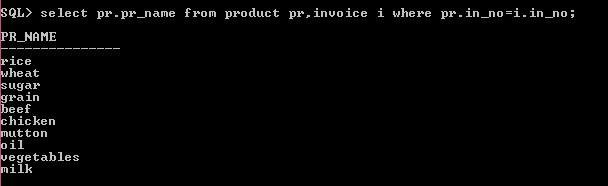 SQL> select pr.pr_name from product pr,invoice i where pr.in_no=i.in_no;
PR_NAME
---------------
rice
wheat
sugar
grain
beef
chicken
mutton
oil
vegetables
milk